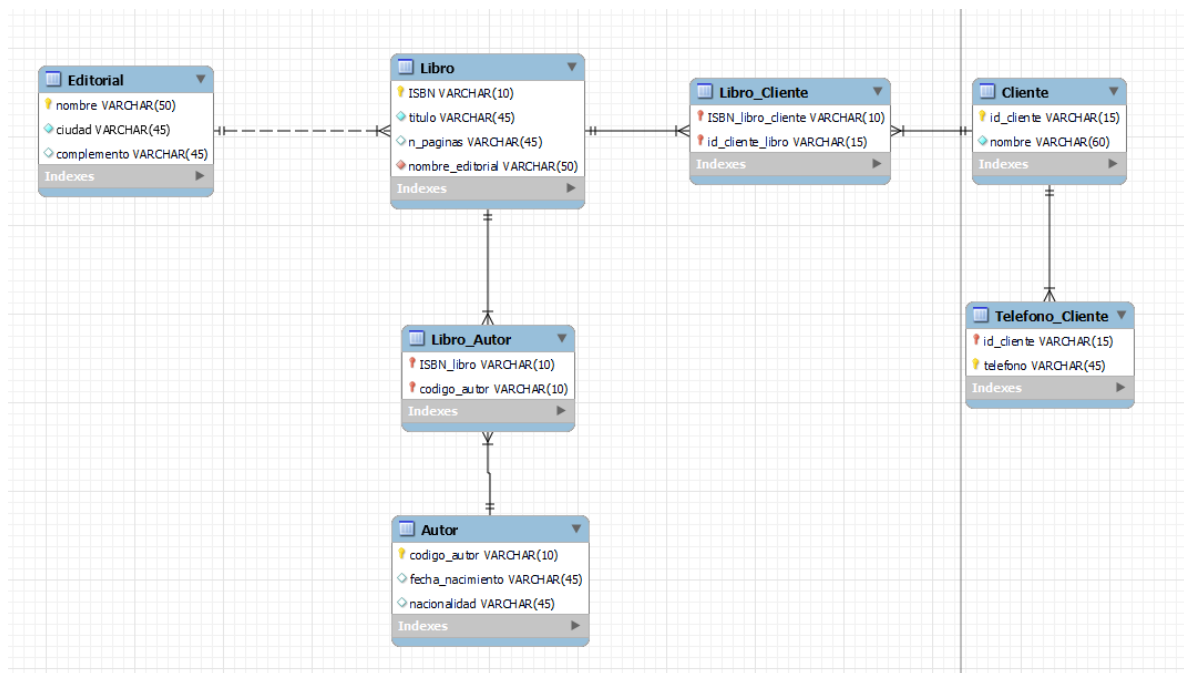 Editorial
nombre VARCHAR(50)
ciudad VARCHAR(45)
complemento VARCHAR(45)
Indexes
Libro
ISBN VARCHAR(10)
titulo VARCHAR(45)
n_paginas VARCHAR(45)
nombre_editorial VARCHAR(50)
Indexes
Libro_Cliente
ISBN_libro_cliente VARCHAR(10)
id_cliente_libro VARCHAR(15)
Indexes
Cliente
id_cliente VARCHAR(15)
nombre VARCHAR(60)
Indexes
Telefono_Cliente
id_cliente VARCHAR(15)
telefono VARCHAR(45)
Indexes
Libro_Autor
ISBN_libro VARCHAR(10)
codigo_autor VARCHAR(10)
Indexes
Autor
codigo_autor VARCHAR(10)
fecha_nacimiento VARCHAR(45)
nacionalidad VARCHAR(45)
Indexes